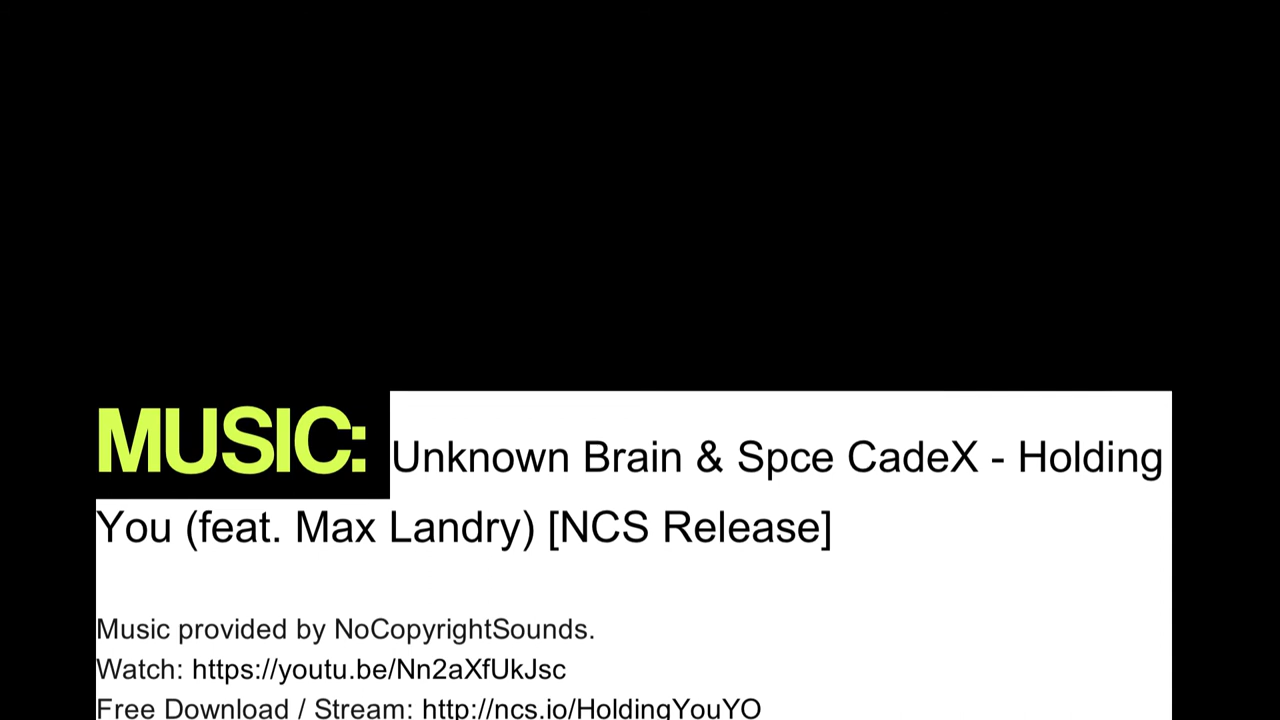 MUSIC: Unknown Brain & Spce CadeX - Holding
You (feat. Max Landry) [NCS Release]
Music provided by NoCopyrightSounds.
Watch: https://youtu.be/Nn2aXfUkJsc
Free Download / Stream: http://ncs.io/HoldingYouYO